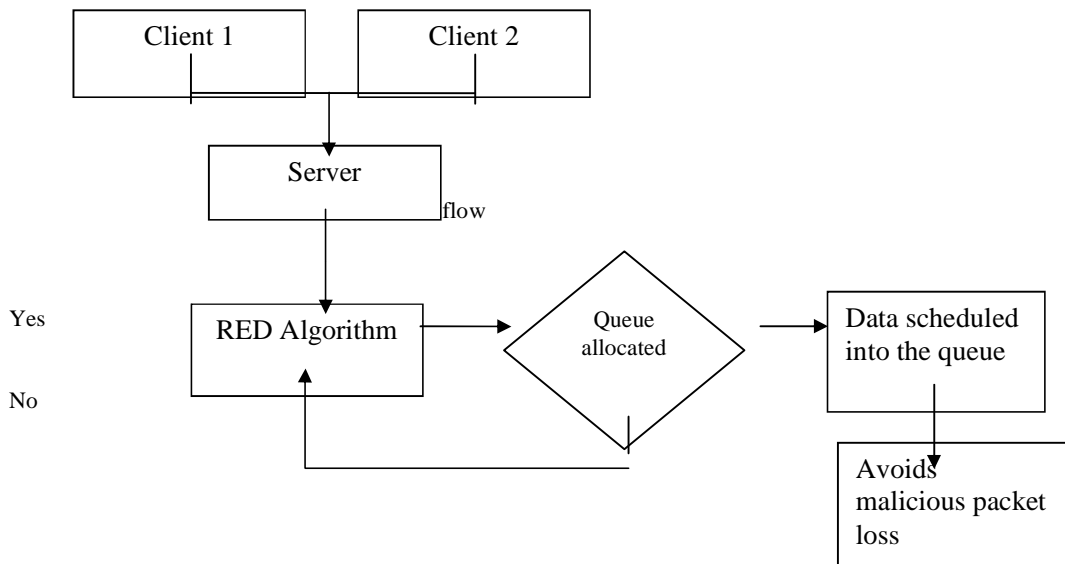 Client 1
Client 2
Server
flow
Yes
RED Algorithm
Queue
allocated
Data scheduled
into the queue
No
Avoids
malicious packet
loss